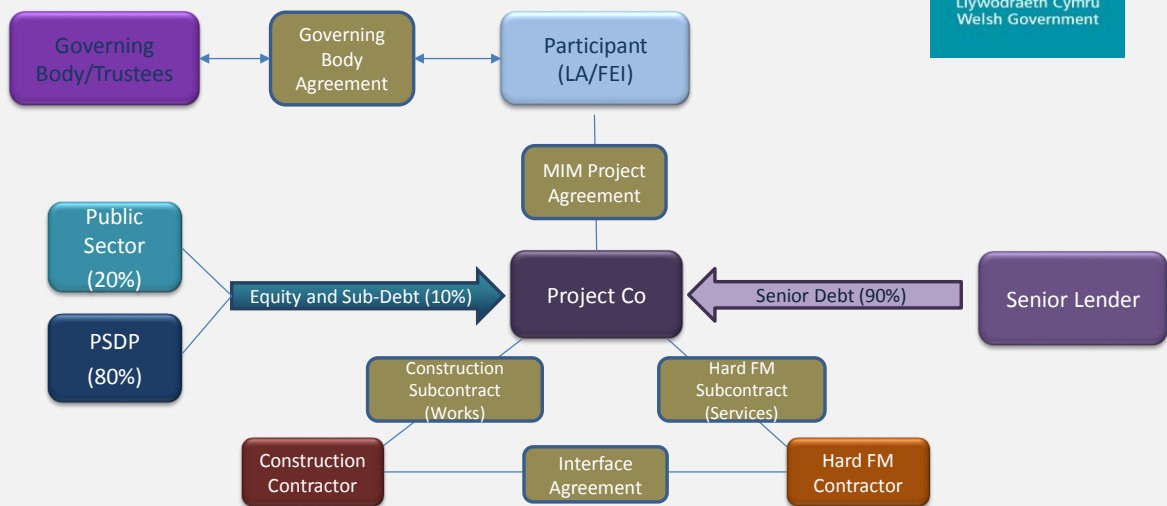 Llywodraeth Cymru
Welsh Government
Governing
Body/Trustees
Governing
Body
Agreement
Participant
(LA/FEI)
MIM Project
Agreement
Public
Sector
(20%)
PSDP
(80%)
Equity and Sub-Debt (10%)
Project Co
Senior Debt (90%)
Senior Lender
Construction
Subcontract
(Works)
Hard FM
Subcontract
(Services)
Construction
Contractor
Interface
Agreement
Hard FM
Contractor